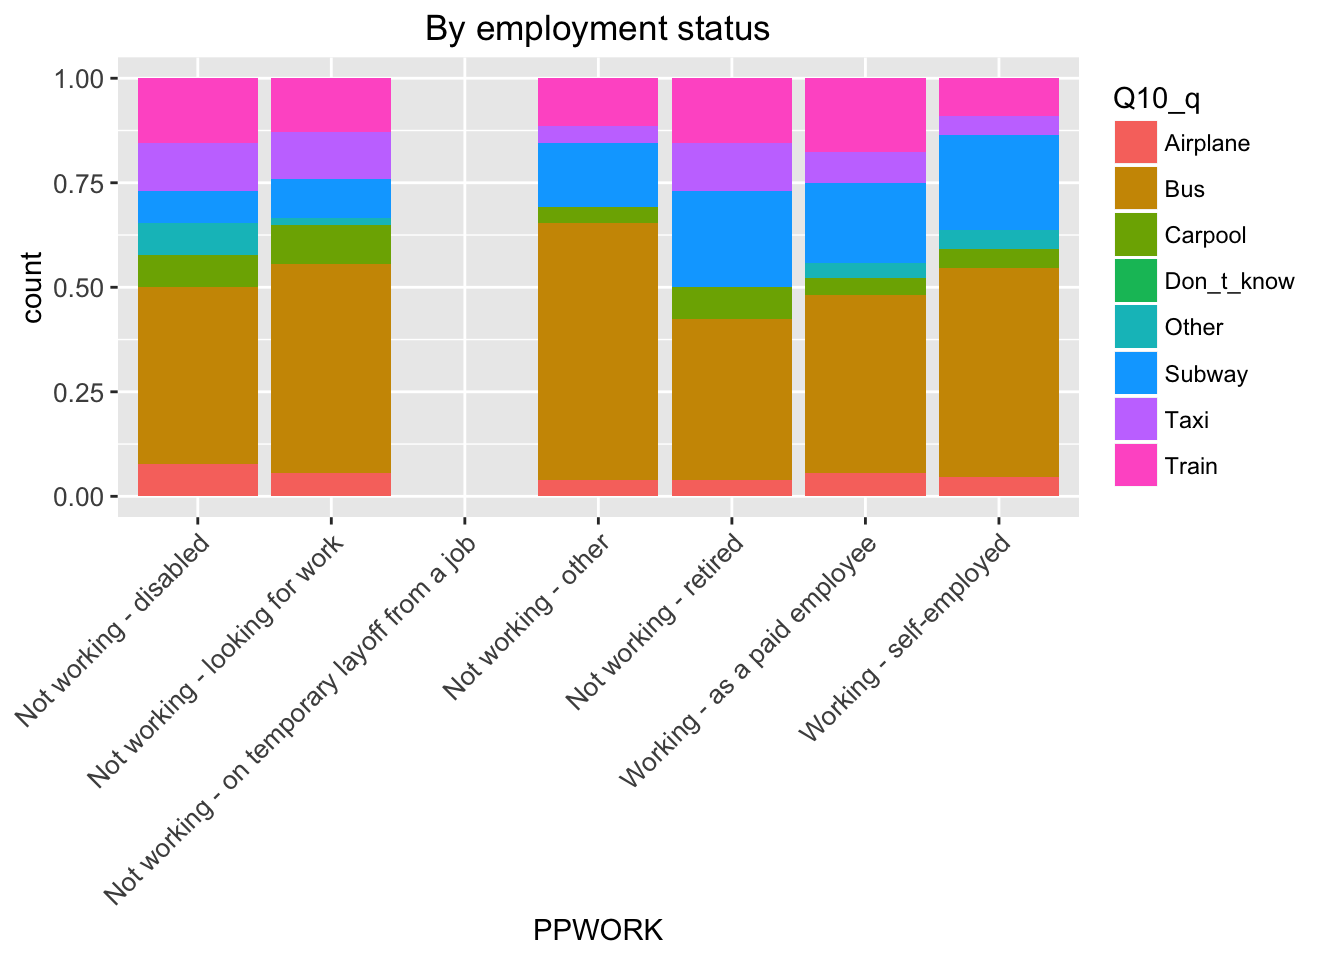 By employment status
count
1.00
0.75
0.50
0.25
0.00
Not working - disabled
Not working - looking for work
Not working - on temporary layoff from a job
Not working - other
Not working - retired
Working - as a paid employee
Working - self-employed
PPWORK
Q10_q
Airplane
Bus
Carpool
Don_t_know
Other
Subway
Taxi
Train